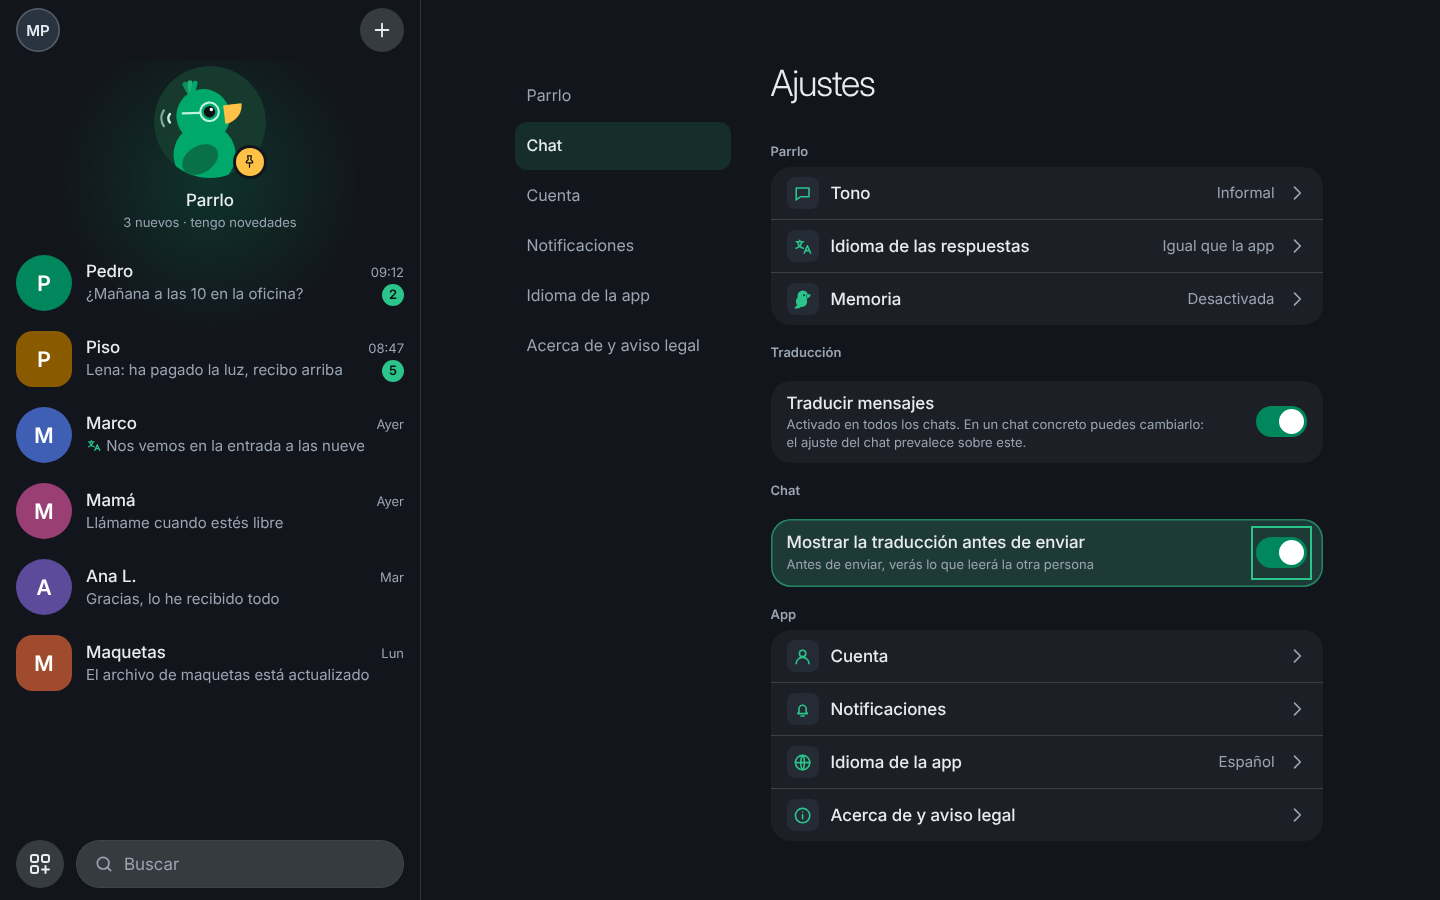 MP
Parrlo
3 nuevos · tengo novedades
P
Pedro
09:12
¿Mañana a las 10 en la oficina?
2
P
Piso
08:47
Lena: ha pagado la luz, recibo arriba
5
M
Marco
Ayer
Nos vemos en la entrada a las nueve
M
Mamá
Ayer
Llámame cuando estés libre
A
Ana L.
Mar
Gracias, lo he recibido todo
M
Maquetas
Lun
El archivo de maquetas está actualizado
Buscar
Parrlo
Chat
Cuenta
Notificaciones
Idioma de la app
Acerca de y aviso legal
Ajustes
Parrlo
Tono
Informal
Idioma de las respuestas
Igual que la app
Memoria
Desactivada
Traducción
Traducir mensajes
Activado en todos los chats. En un chat concreto puedes cambiarlo:
el ajuste del chat prevalece sobre este.
Chat
Mostrar la traducción antes de enviar
Antes de enviar, verás lo que leerá la otra persona
App
Cuenta
Notificaciones
Idioma de la app
Español
Acerca de y aviso legal